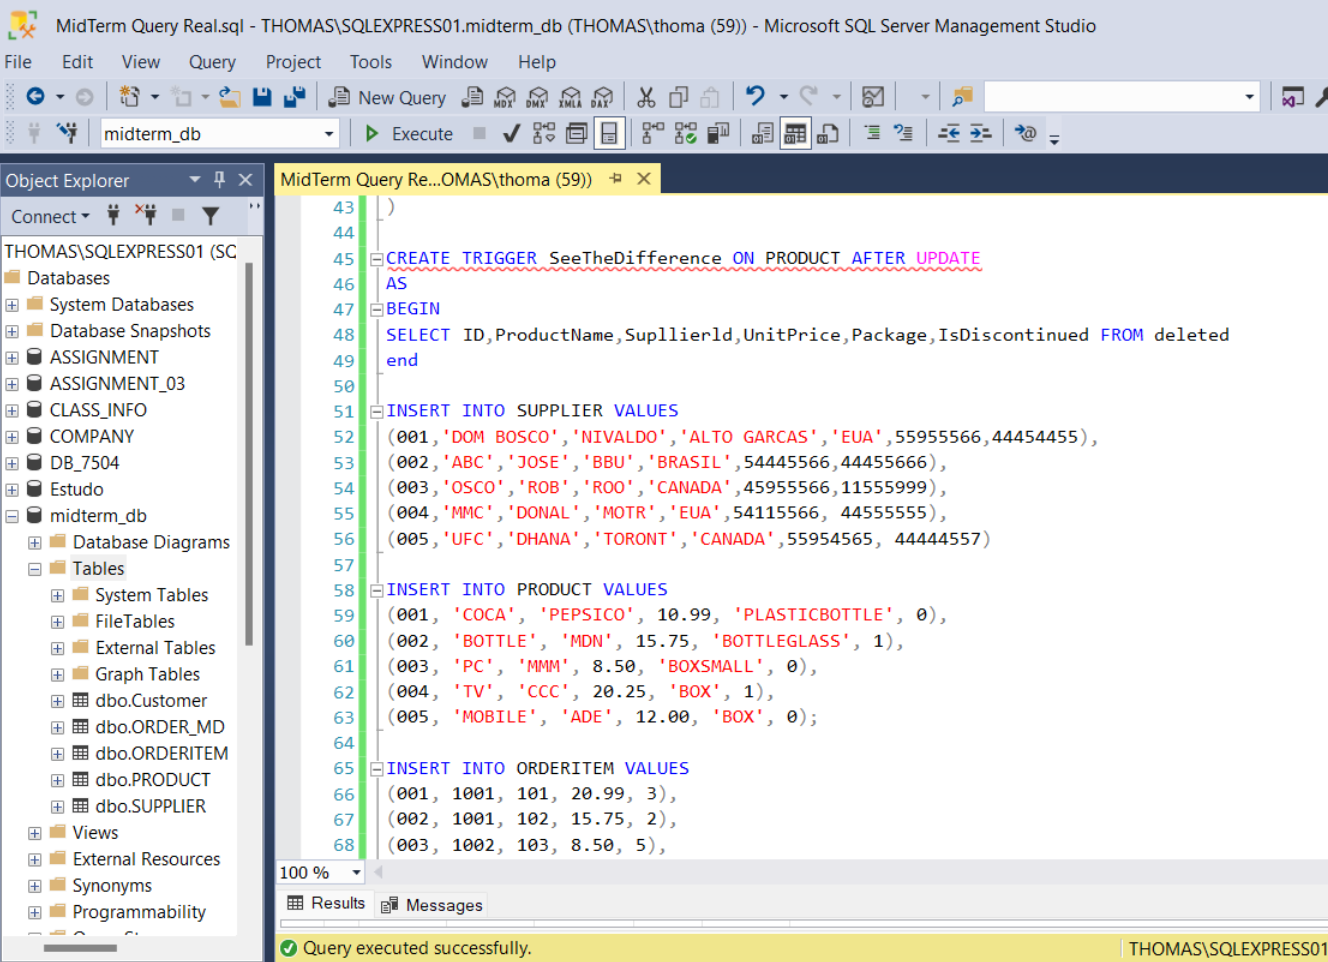 MidTerm Query Real.sql - THOMAS\SQLEXPRESS01.midterm_db (THOMAS\thoma (59)) - Microsoft SQL Server Management Studio
File Edit View Query Project Tools Window Help
New Query MDX DMX XMLA DAX
midterm_db Execute
Object Explorer
Connect
THOMAS\SQLEXPRESS01 (SQ
Databases
System Databases
Database Snapshots
ASSIGNMENT
ASSIGNMENT_03
CLASS_INFO
COMPANY
DB_7504
Estudo
midterm_db
Database Diagrams
Tables
System Tables
FileTables
External Tables
Graph Tables
dbo.Customer
dbo.ORDER_MD
dbo.ORDERITEM
dbo.PRODUCT
dbo.SUPPLIER
Views
External Resources
Synonyms
Programmability
MidTerm Query Re...OMAS\thoma (59))
43 )
44
45 CREATE TRIGGER SeeTheDifference ON PRODUCT AFTER UPDATE
46 AS
47 BEGIN
48 SELECT ID,ProductName,Supllierld,UnitPrice,Package,IsDiscontinued FROM deleted
49 end
50
51 INSERT INTO SUPPLIER VALUES
52 (001,'DOM BOSCO','NIVALDO','ALTO GARCAS','EUA',55955566,44454455),
53 (002,'ABC','JOSE','BBU','BRASIL',54445566,44455666),
54 (003,'OSCO','ROB','ROO','CANADA',45955566,11555999),
55 (004,'MMC','DONAL','MOTR','EUA',54115566, 44555555),
56 (005,'UFC','DHANA','TORONT','CANADA',55954565, 44444557)
57
58 INSERT INTO PRODUCT VALUES
59 (001, 'COCA', 'PEPSICO', 10.99, 'PLASTICBOTTLE', 0),
60 (002, 'BOTTLE', 'MDN', 15.75, 'BOTTLEGLASS', 1),
61 (003, 'PC', 'MMM', 8.50, 'BOXSMALL', 0),
62 (004, 'TV', 'CCC', 20.25, 'BOX', 1),
63 (005, 'MOBILE', 'ADE', 12.00, 'BOX', 0);
64
65 INSERT INTO ORDERITEM VALUES
66 (001, 1001, 101, 20.99, 3),
67 (002, 1001, 102, 15.75, 2),
68 (003, 1002, 103, 8.50, 5),
100 %
Results Messages
Query executed successfully. THOMAS\SQLEXPRESS01